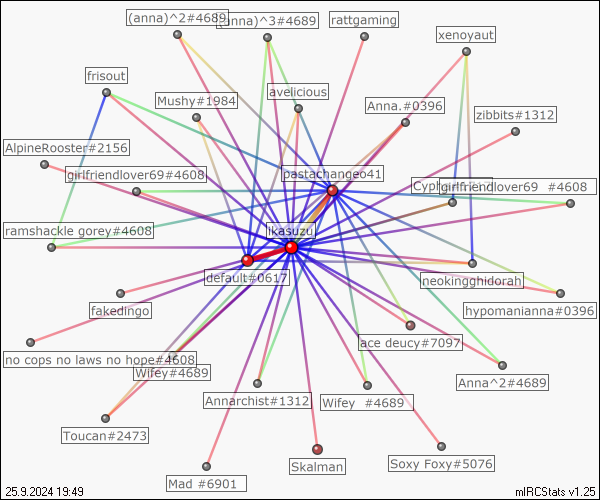 (anna)^2#4689
(anna)^3#4689
rattgaming
xenoyaut
frisout
avelicious
Mushy#1984
Anna.#0396
zibbits#1312
AlpineRooster#2156
girlfriendlover69#4608
pastachangeo41
girlfriendlover69 #4608
ramshackle gorey#4608
ikasuzu
default#0617
neokingghidorah
fakedingo
hypomanianna#0396
ace deucy#7097
no cops no laws no hope#4608
Wifey#4689
Anna^2#4689
Annarchist#1312
Wifey #4689
Toucan#2473
Skalman
Soxy Foxy#5076
Mad #6901
25.9.2024 19:49
mIRCStats v1.25